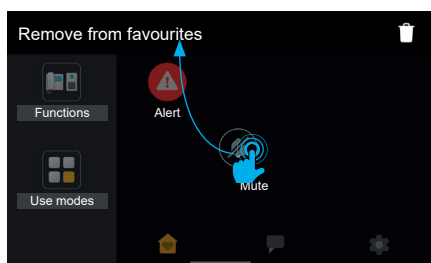 Remove from favourites
Functions
Alert
Mute
Use modes